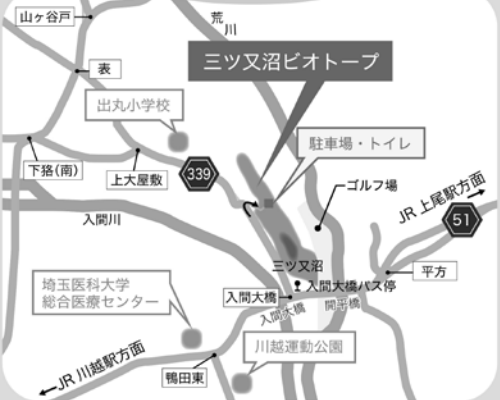 山ヶ谷戸
荒
川
三ツ又沼ビオトープ
表
出丸小学校
駐車場・トイレ
下狢(南)
上大屋敷
339
ゴルフ場
JR 上尾駅方面
51
入間川
三ツ又沼
平方
埼玉医科大学
総合医療センター
入間大橋
入間大橋バス停
入間大橋
開平橋
川越運動公園
JR 川越駅方面
鴨田東